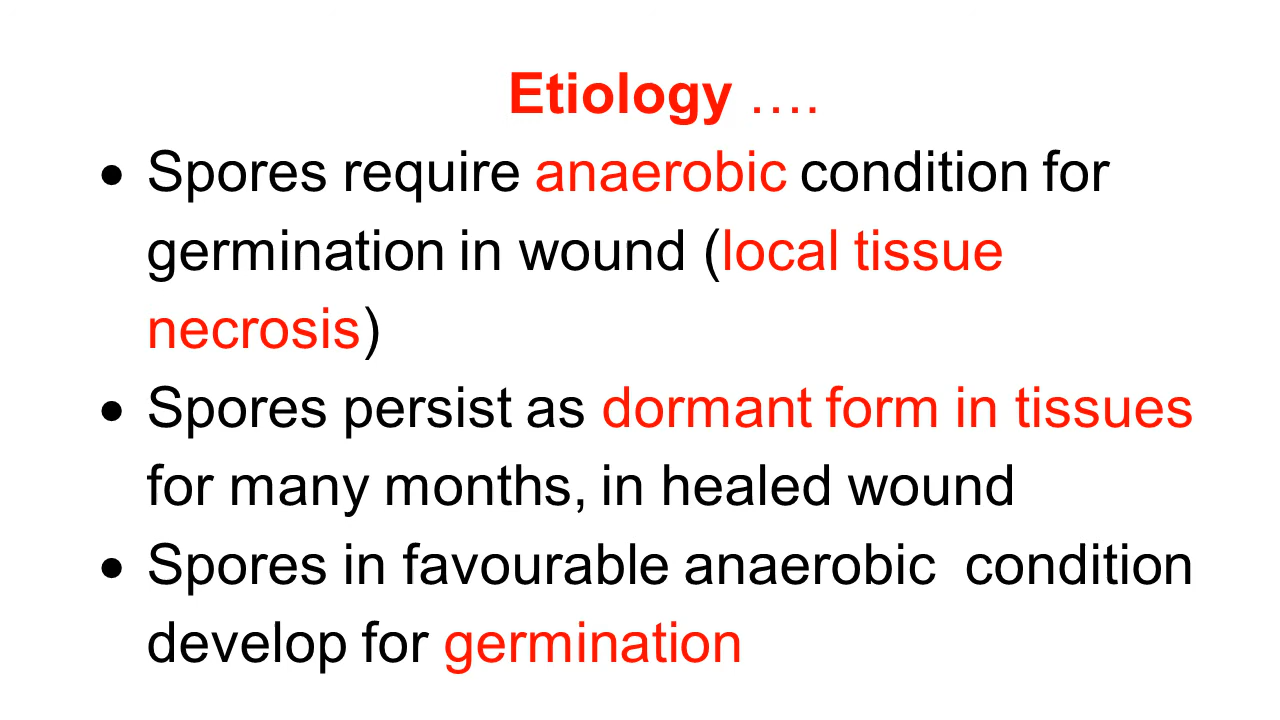 Etiology ....
• Spores require anaerobic condition for
germination in wound (local tissue
necrosis)
• Spores persist as dormant form in tissues
for many months, in healed wound
• Spores in favourable anaerobic  condition
develop for germination